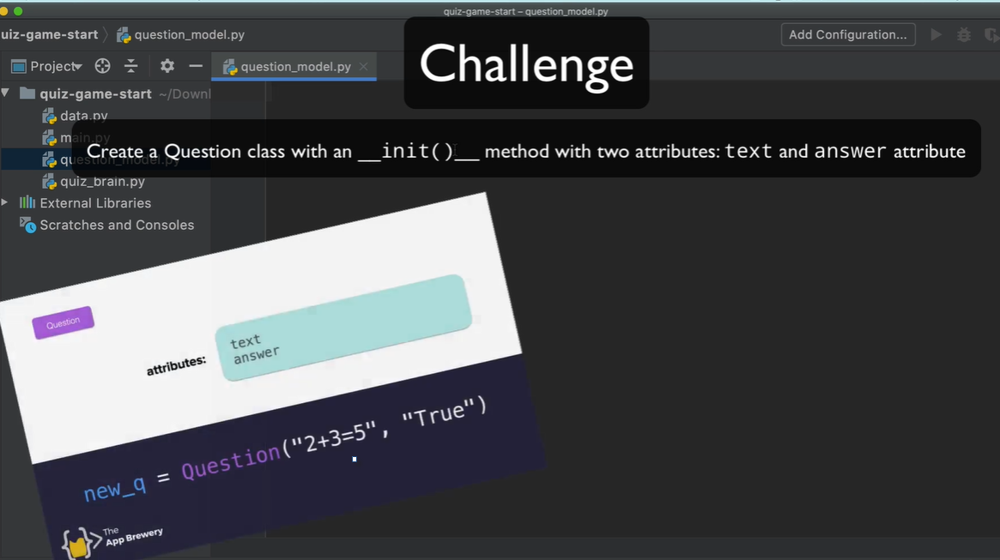 quiz-game-start – question_model.py
uiz-game-start
question_model.py
Add Configuration...
Project
question_model.py
Challenge
quiz-game-start ~/Downl
data.py
main.py
Create a Question class with an __init()__ method with two attributes: text and answer attribute
question_model.py
quiz_brain.py
External Libraries
Scratches and Consoles
Question
attributes:
text
answer
new_q = Question("2+3=5", "True")
The
App Brewery